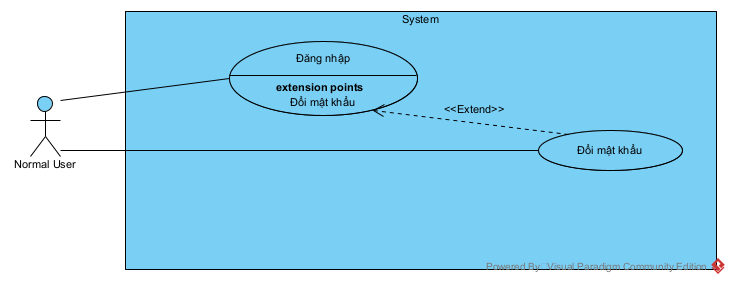 System
Đăng nhập
extension points
Đổi mật khẩu
<<Extend>>
Normal User
Đổi mật khẩu
Powered By: Visual Paradigm Community Edition